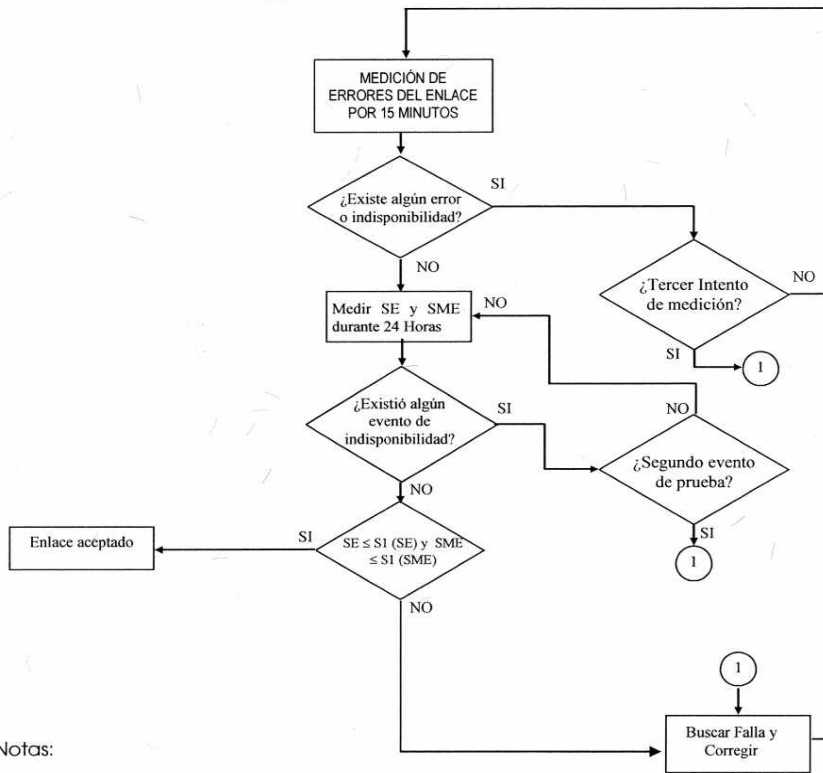 MEDICIÓN DE
ERRORES DEL ENLACE
POR 15 MINUTOS
¿Existe algún error
o indisponibilidad?
SI
NO
¿Tercer Intento
de medición?
NO
SI
1
Medir SE y SME
durante 24 Horas
NO
¿Existió algún
evento de
indisponibilidad?
SI
NO
NO
¿Segundo evento
de prueba?
SI
1
SE ≤ S1 (SE) y SME
≤ S1 (SME)
SI
Enlace aceptado
NO
1
Buscar Falla y
Corregir
Notas: